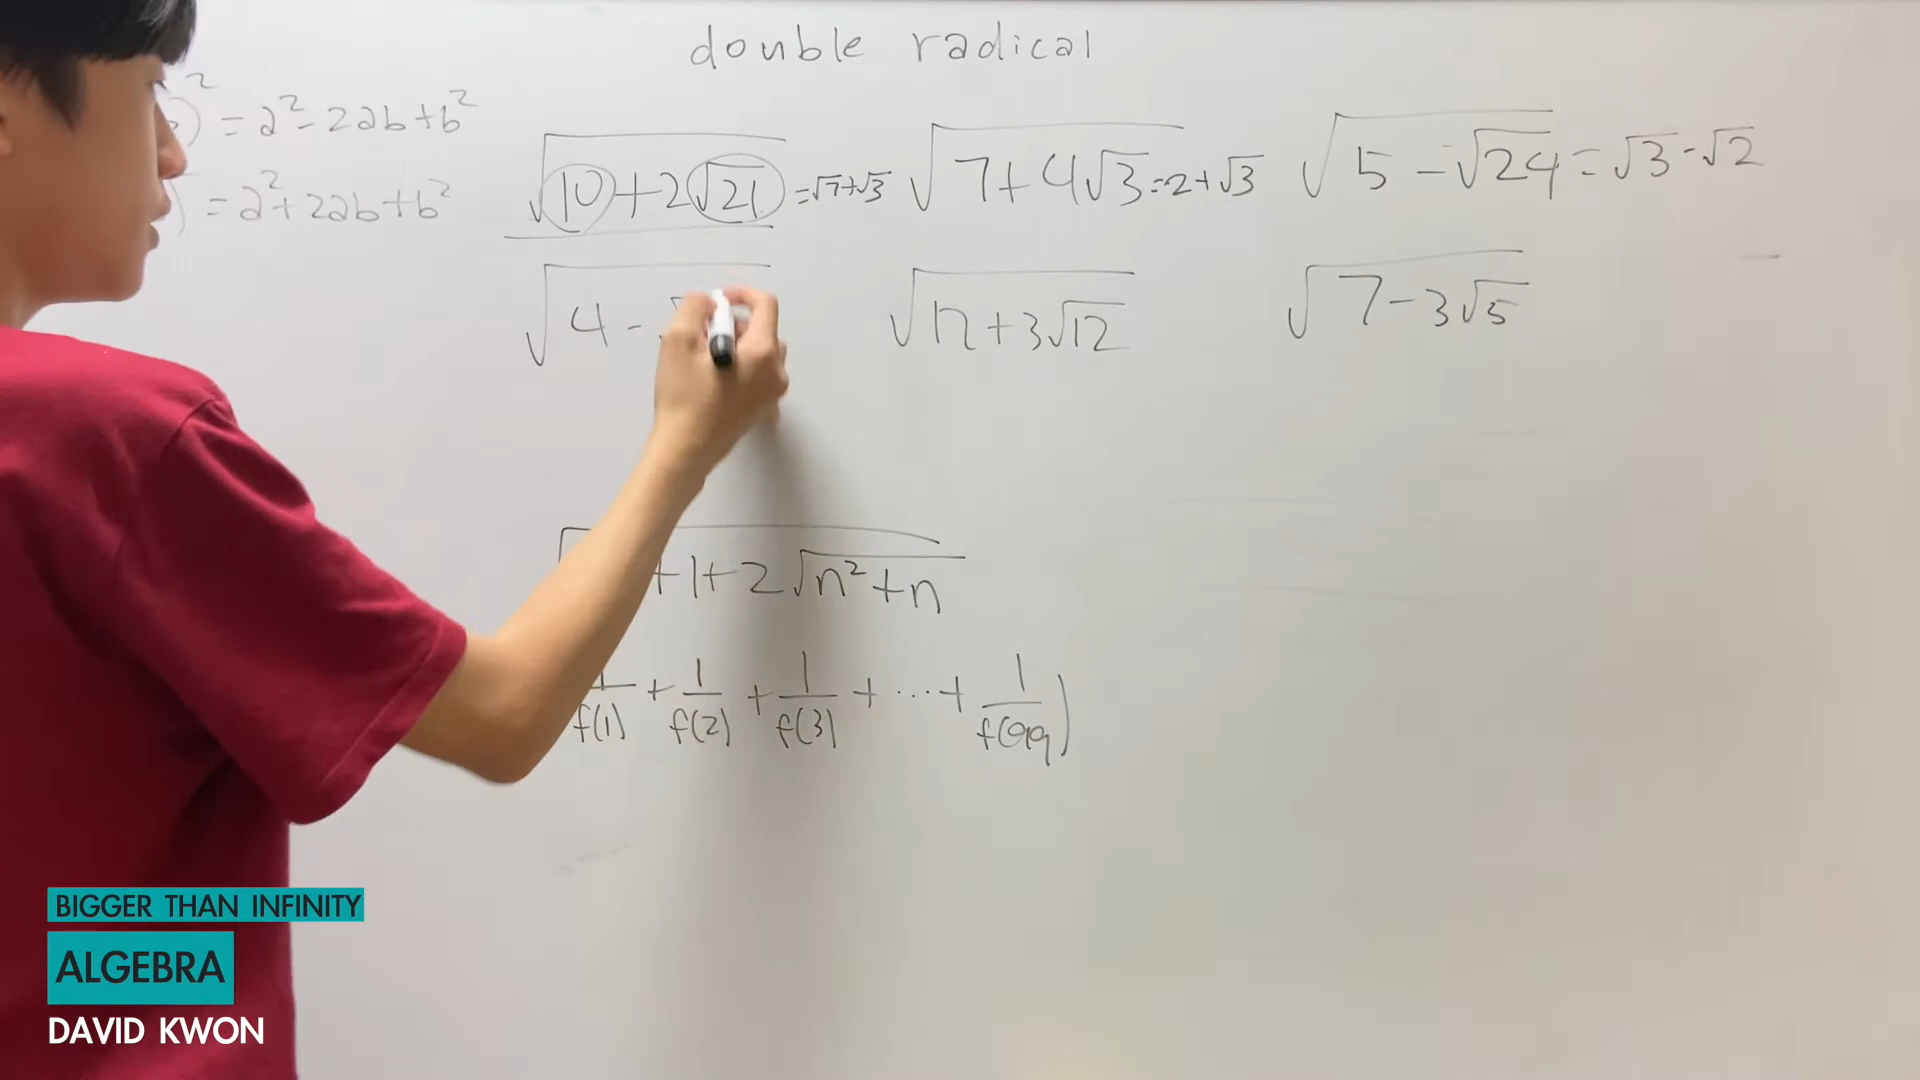 double radical
)² = a² - 2ab + b²
) = a² + 2ab + b²
√(10 + 2√21) = √7 + √3
√(7 + 4√3) = 2 + √3
√(5 - √24) = √3 - √2
√(4 - √
√(12 + 3√12)
√(7 - 3√5)
+ 1 + 2√(n² + n)
1/f(1) + 1/f(2) + 1/f(3) + ... + 1/f(99)
BIGGER THAN INFINITY
ALGEBRA
DAVID KWON